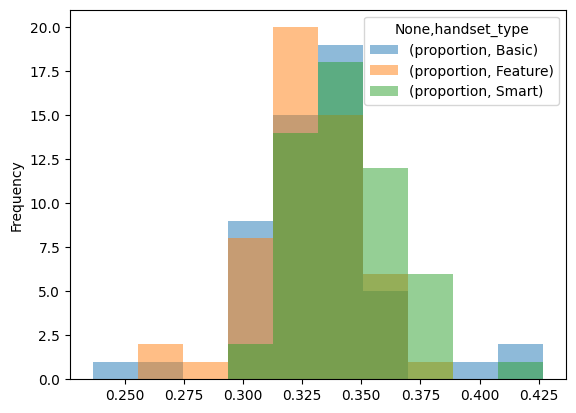 None,handset_type
(proportion, Basic)
(proportion, Feature)
(proportion, Smart)
Frequency
20.0
17.5
15.0
12.5
10.0
7.5
5.0
2.5
0.0
0.250 0.275 0.300 0.325 0.350 0.375 0.400 0.425